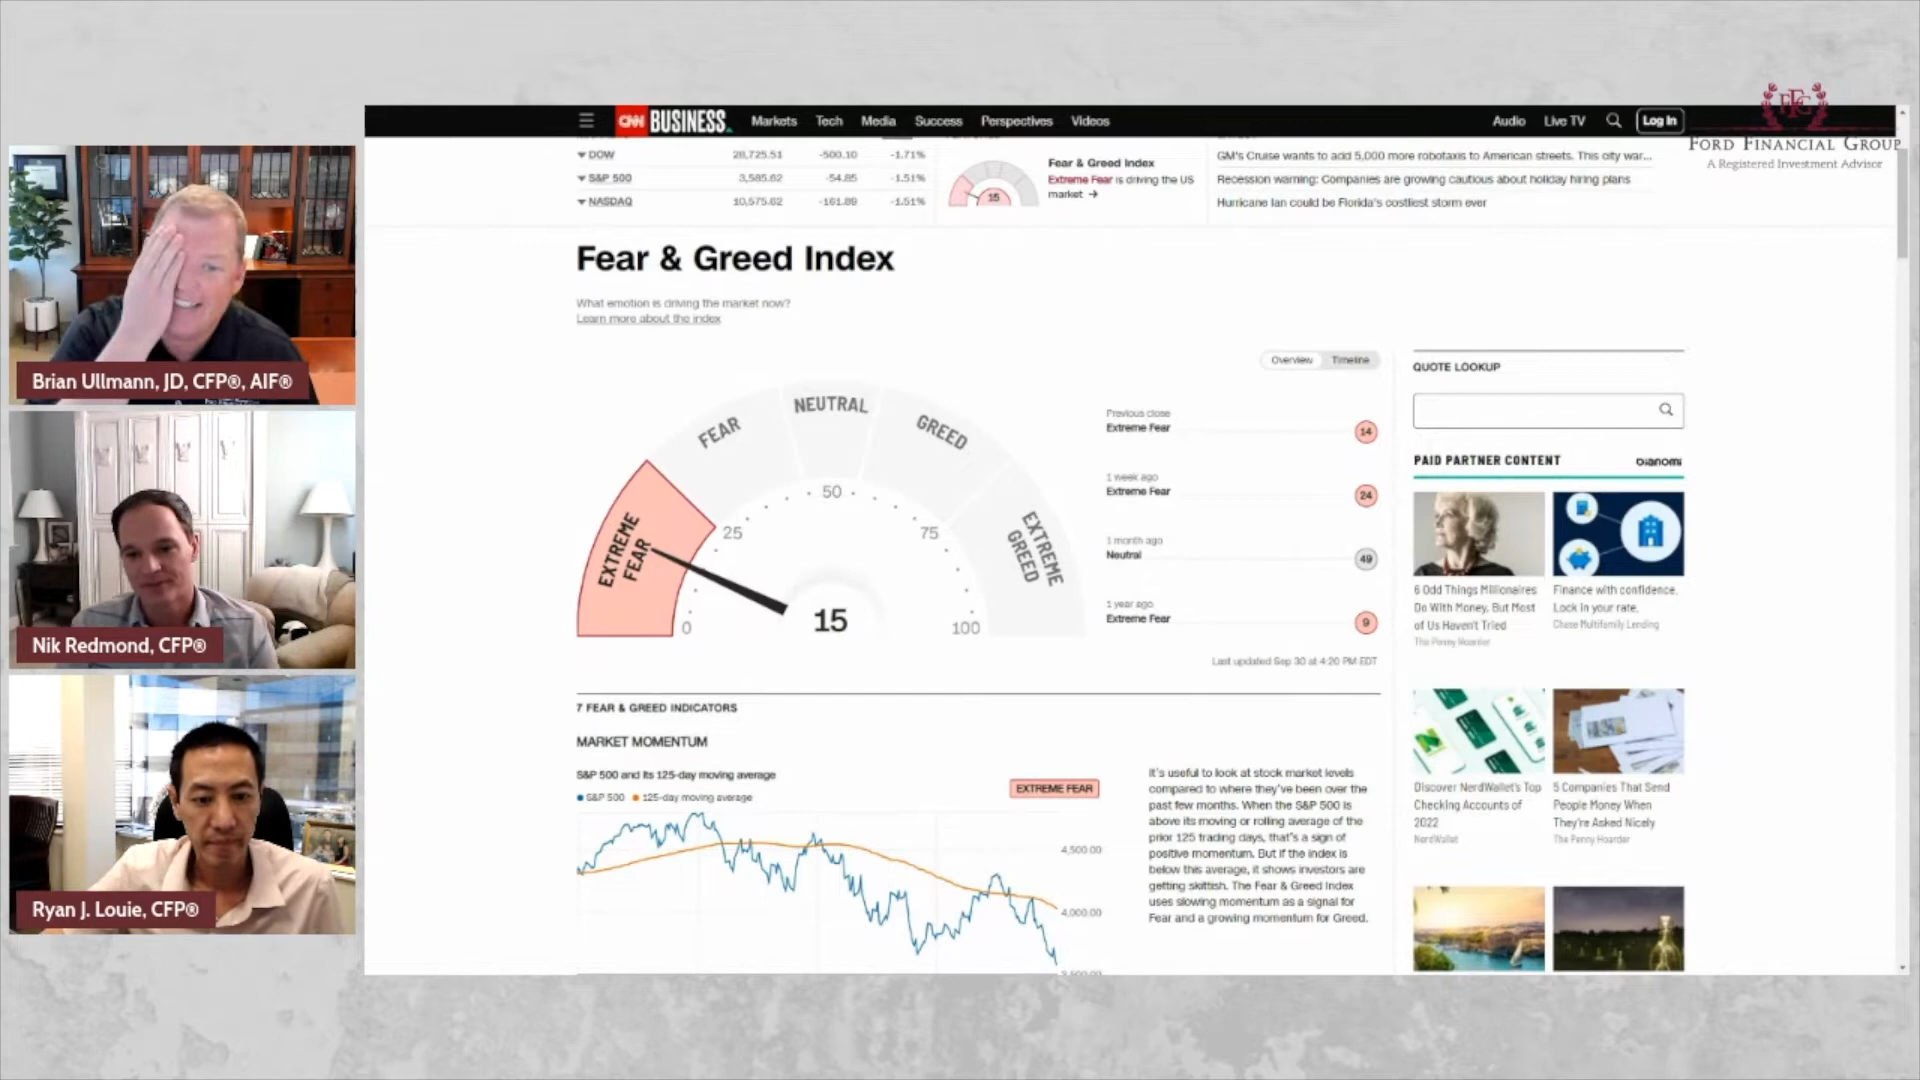 FFG
FORD FINANCIAL GROUP
A Registered Investment Advisor
CNN BUSINESS
Markets
Tech
Media
Success
Perspectives
Videos
Audio
Live TV
Log In
DOW 28,725.51 -500.10 -1.71%
S&P 500 3,585.62 -54.85 -1.51%
NASDAQ 10,575.62 -161.89 -1.51%
15
Fear & Greed Index
Extreme Fear is driving the US
market →
GM's Cruise wants to add 5,000 more robotaxis to American streets. This city war...
Recession warning: Companies are growing cautious about holiday hiring plans
Hurricane Ian could be Florida's costliest storm ever
Fear & Greed Index
What emotion is driving the market now?
Learn more about the index
Overview
Timeline
EXTREME
FEAR
FEAR
NEUTRAL
GREED
EXTREME
GREED
0
25
50
75
100
15
Previous close
Extreme Fear
14
1 week ago
Extreme Fear
24
1 month ago
Neutral
49
1 year ago
Extreme Fear
9
Last updated Sep 30 at 4:20 PM EDT
7 FEAR & GREED INDICATORS
MARKET MOMENTUM
S&P 500 and its 125-day moving average
S&P 500
125-day moving average
EXTREME FEAR
4,500.00
4,000.00
It's useful to look at stock market levels
compared to where they've been over the
past few months. When the S&P 500 is
above its moving or rolling average of the
prior 125 trading days, that's a sign of
positive momentum. But if the index is
below this average, it shows investors are
getting skittish. The Fear & Greed Index
uses slowing momentum as a signal for
Fear and a growing momentum for Greed.
QUOTE LOOKUP
PAID PARTNER CONTENT
bianomi
6 Odd Things Millionaires
Do With Money, But Most
of Us Haven't Tried
The Penny Hoarder
Finance with confidence.
Lock in your rate.
Chase Multifamily Lending
Discover NerdWallet's Top
Checking Accounts of
2022
NerdWallet
5 Companies That Send
People Money When
They're Asked Nicely
The Penny Hoarder
Brian Ullmann, JD, CFP®, AIF®
Nik Redmond, CFP®
Ryan J. Louie, CFP®